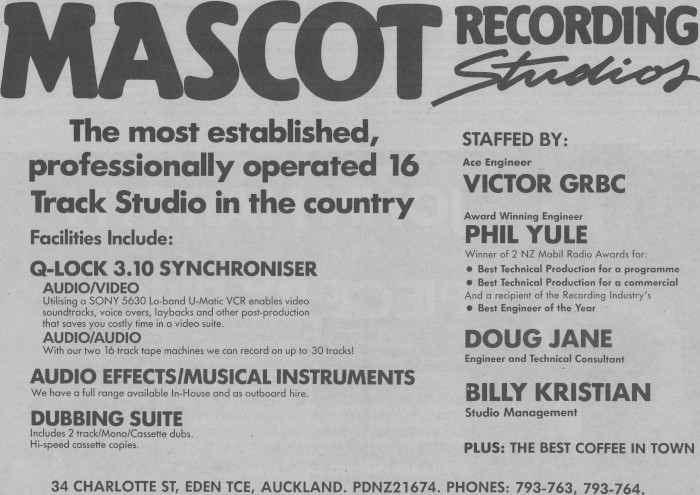 MASCOT RECORDING Studios
The most established,
professionally operated 16
Track Studio in the country
Facilities Include:
Q-LOCK 3.10 SYNCHRONISER
AUDIO/VIDEO
Utilising a SONY 5630 Lo-band U-Matic VCR enables video
soundtracks, voice overs, laybacks and other post-production
that saves you costly time in a video suite.
AUDIO/AUDIO
With our two 16 track tape machines we can record on up to 30 tracks!
AUDIO EFFECTS/MUSICAL INSTRUMENTS
We have a full range available In-House and as outboard hire.
DUBBING SUITE
Includes 2 track/Mono/Cassette dubs.
Hi-speed cassette copies.
STAFFED BY:
Ace Engineer
VICTOR GRBC
Award Winning Engineer
PHIL YULE
Winner of 2 NZ Mobil Radio Awards for:
• Best Technical Production for a programme
• Best Technical Production for a commercial
And a recipient of the Recording Industry's
• Best Engineer of the Year
DOUG JANE
Engineer and Technical Consultant
BILLY KRISTIAN
Studio Management
PLUS: THE BEST COFFEE IN TOWN
34 CHARLOTTE ST, EDEN TCE, AUCKLAND. PDNZ21674. PHONES: 793-763, 793-764.